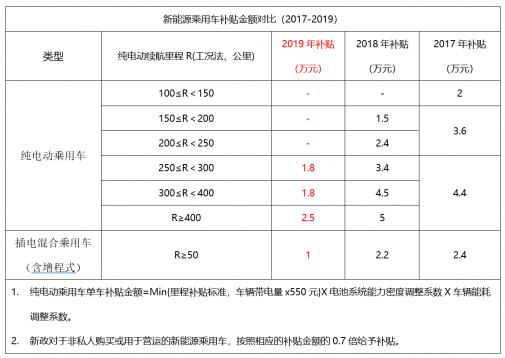 新能源乘用车补贴金额对比（2017-2019）
类型 纯电动续航里程 R(工况法、公里) 2019 年补贴（万元） 2018 年补贴（万元） 2017 年补贴（万元）
纯电动乘用车 100≤R＜150 - - 2
150≤R＜200 - 1.5 3.6
200≤R＜250 - 2.4
250≤R＜300 1.8 3.4 4.4
300≤R＜400 1.8 4.5
R≥400 2.5 5
插电混合乘用车（含增程式） R≥50 1 2.2 2.4
1. 纯电动乘用车单车补贴金额=Min{里程补贴标准，车辆带电量 x550 元}X 电池系统能力密度调整系数 X 车辆能耗
调整系数。
2. 新政对于非私人购买或用于营运的新能源乘用车，按照相应的补贴金额的 0.7 倍给予补贴。